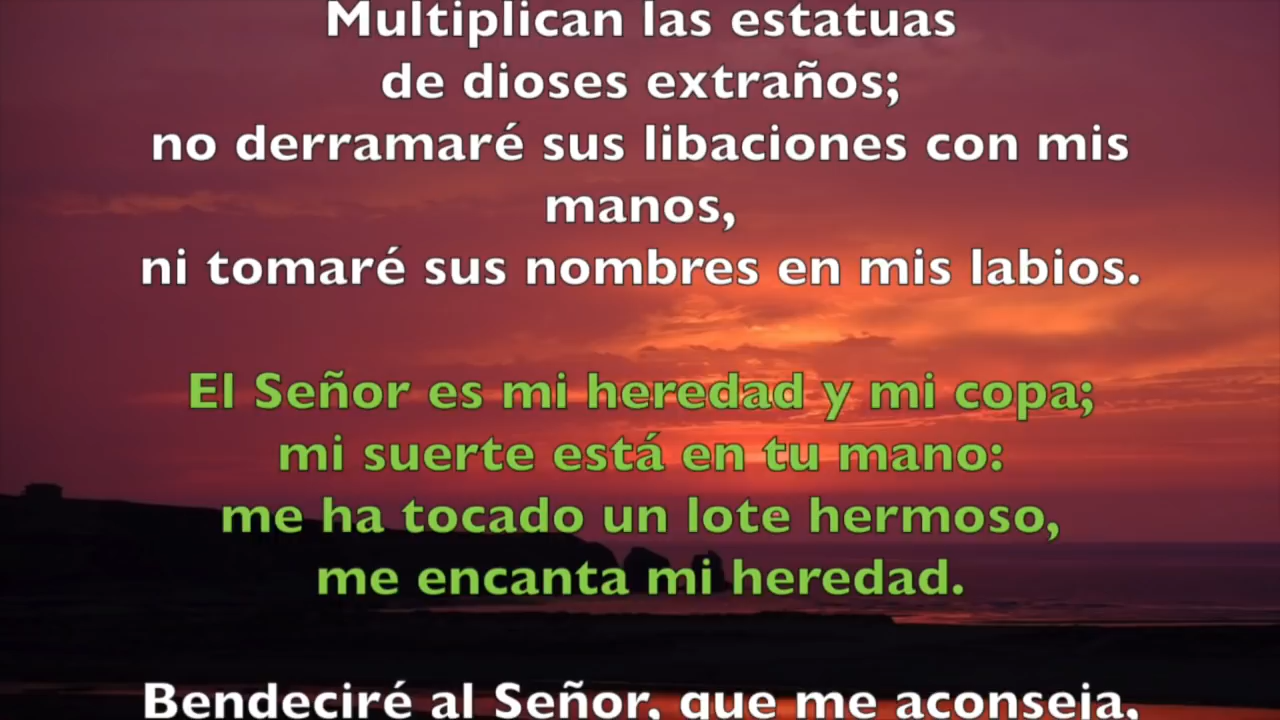 Multiplican las estatuas
de dioses extraños;
no derramaré sus libaciones con mis
manos,
ni tomaré sus nombres en mis labios.
El Señor es mi heredad y mi copa;
mi suerte está en tu mano:
me ha tocado un lote hermoso,
me encanta mi heredad.
Bendeciré al Señor, que me aconseja,